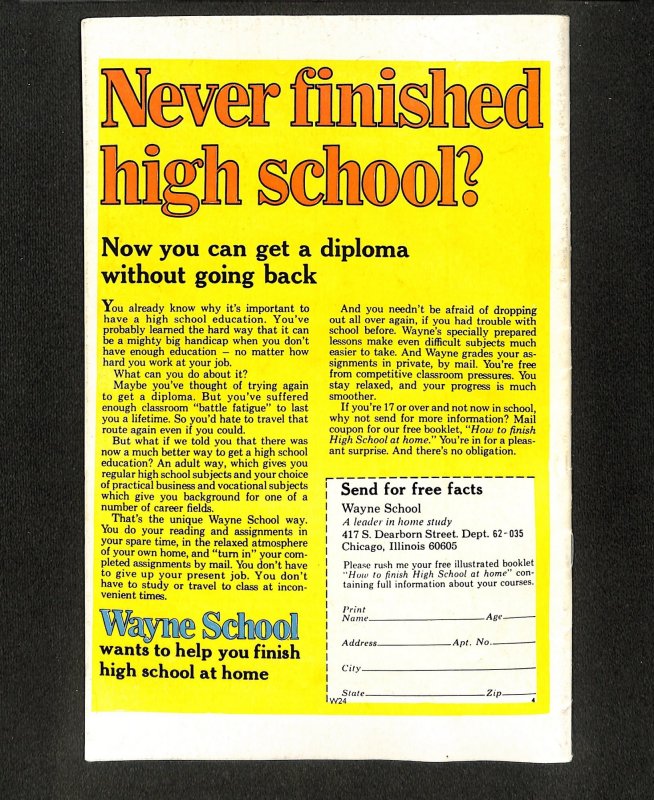 Never finished
high school?
Now you can get a diploma
without going back
You already know why it's important to
have a high school education. You've
probably learned the hard way that it can
be a mighty big handicap when you don't
have enough education – no matter how
hard you work at your job.
What can you do about it?
Maybe you've thought of trying again
to get a diploma. But you've suffered
enough classroom "battle fatigue" to last
you a lifetime. So you'd hate to travel that
route again even if you could.
But what if we told you that there was
now a much better way to get a high school
education? An adult way, which gives you
regular high school subjects and your choice
of practical business and vocational subjects
which give you background for one of a
number of career fields.
That's the unique Wayne School way.
You do your reading and assignments in
your spare time, in the relaxed atmosphere
of your own home, and "turn in" your com-
pleted assignments by mail. You don't have
to give up your present job. You don't
have to study or travel to class at incon-
venient times.
Wayne School
wants to help you finish
high school at home
And you needn't be afraid of dropping
out all over again, if you had trouble with
school before. Wayne's specially prepared
lessons make even difficult subjects much
easier to take. And Wayne grades your as-
signments in private, by mail. You're free
from competitive classroom pressures. You
stay relaxed, and your progress is much
smoother.
If you're 17 or over and not now in school,
why not send for more information? Mail
coupon for our free booklet, "How to finish
High School at home." You're in for a pleas-
ant surprise. And there's no obligation.
Send for free facts
Wayne School
A leader in home study
417 S. Dearborn Street. Dept. 62-035
Chicago, Illinois 60605
Please rush me your free illustrated booklet
"How to finish High School at home" con-
taining full information about your courses.
Print
Name Age
Address Apt. No.
City
State Zip
W24 4